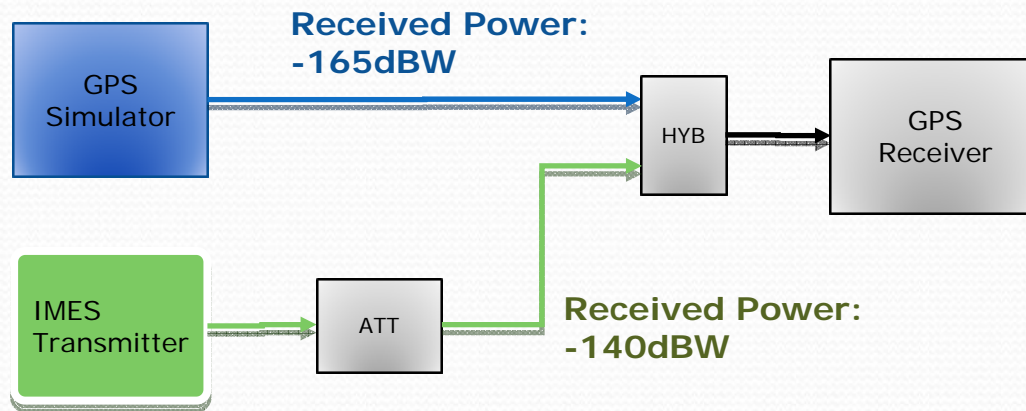 Received Power:
-165dBW
GPS
Simulator
HYB
GPS
Receiver
IMES
Transmitter
ATT
Received Power:
-140dBW